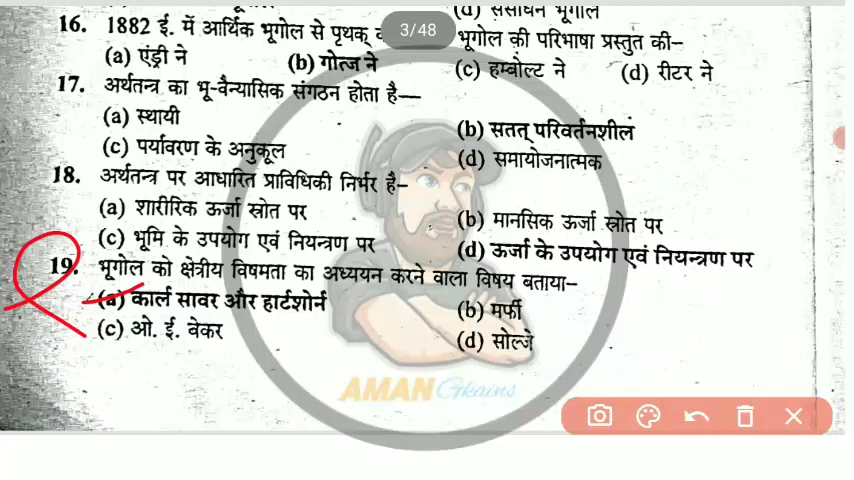 (d) संसाधन भूगोल
16. 1882 ई. में आर्थिक भूगोल से पृथक् भूगोल की परिभाषा प्रस्तुत की–
3/48
(a) एंड्री ने (b) गोत्ज ने (c) हम्बोल्ट ने (d) रीटर ने
17. अर्थतन्त्र का भू-वैन्यासिक संगठन होता है—
(a) स्थायी (b) सतत् परिवर्तनशील
(c) पर्यावरण के अनुकूल (d) समायोजनात्मक
18. अर्थतन्त्र पर आधारित प्राविधिकी निर्भर है–
(a) शारीरिक ऊर्जा स्रोत पर (b) मानसिक ऊर्जा स्रोत पर
(c) भूमि के उपयोग एवं नियन्त्रण पर (d) ऊर्जा के उपयोग एवं नियन्त्रण पर
19. भूगोल को क्षेत्रीय विषमता का अध्ययन करने वाला विषय बताया–
(a) कार्ल सावर और हार्टशोर्न (b) मर्फी
(c) ओ. ई. वेकर (d) सोल्जे
AMAN